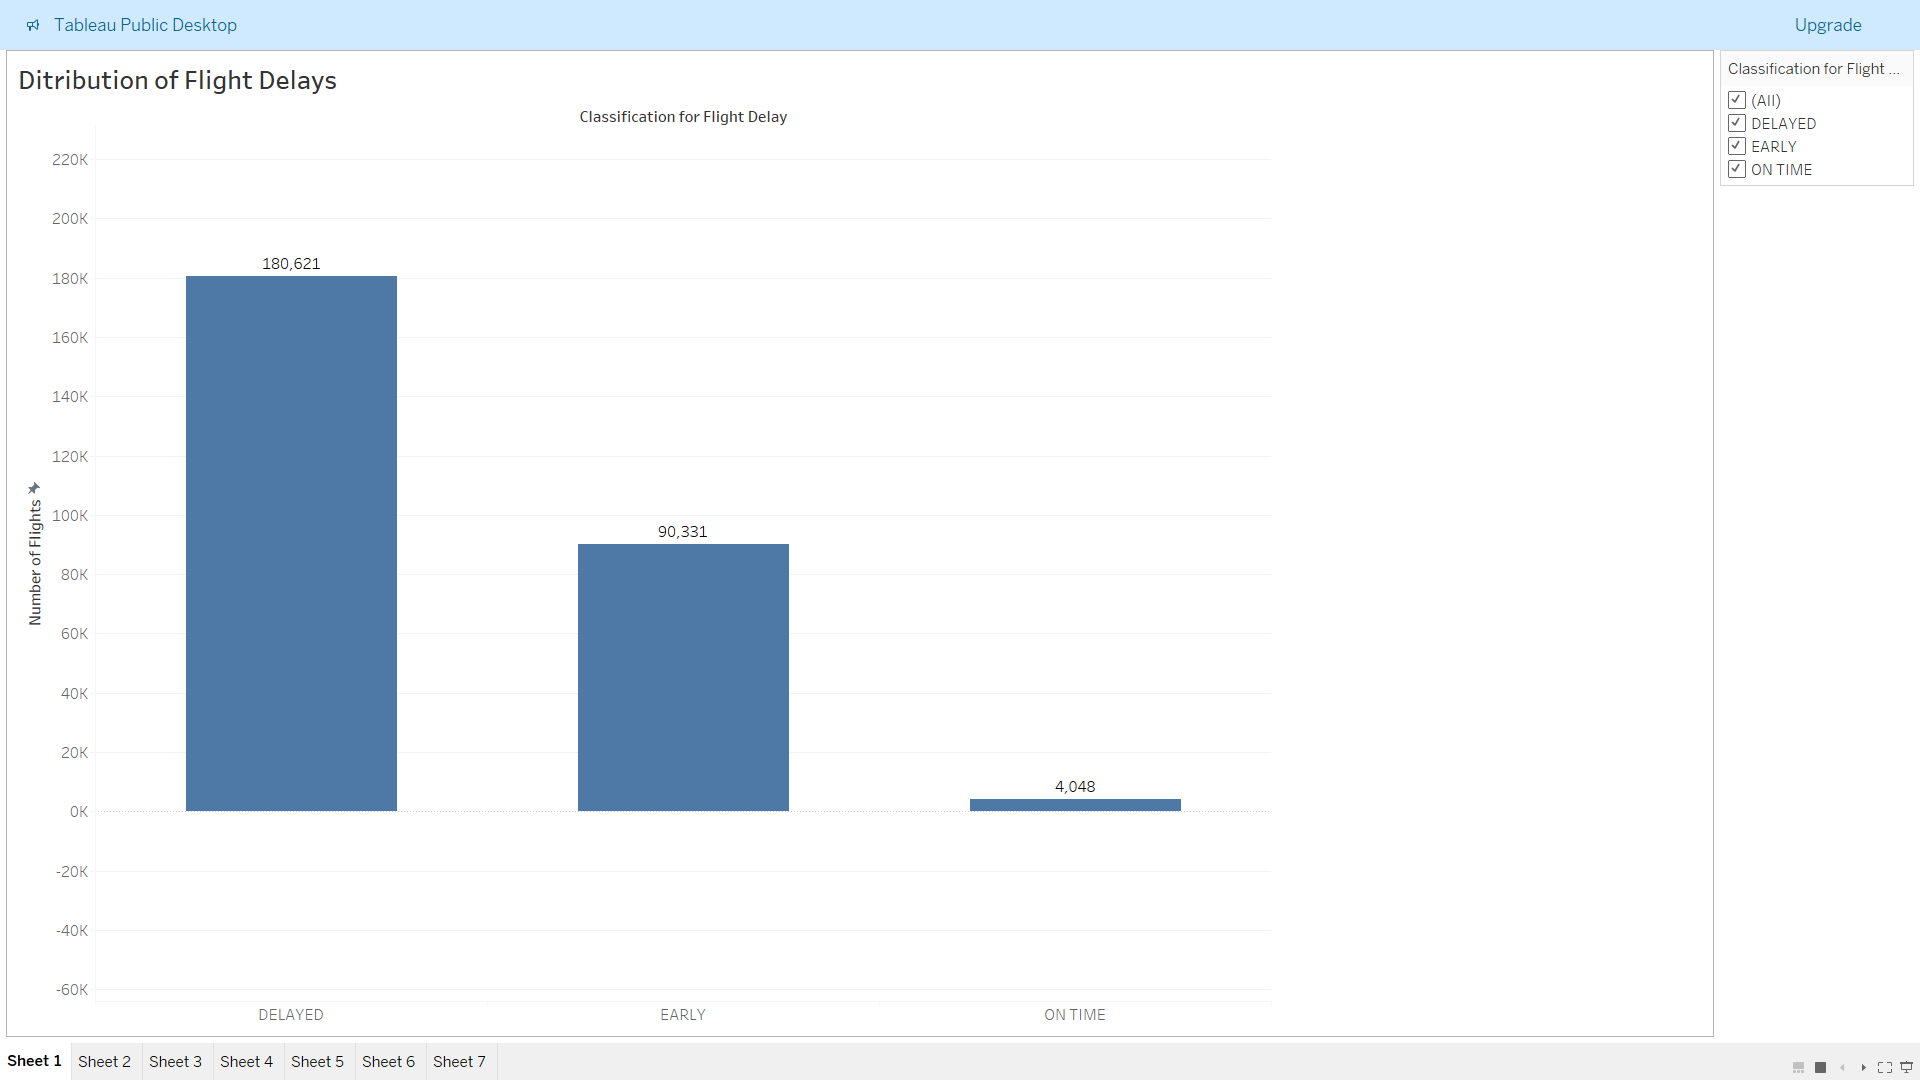 Tableau Public Desktop
Upgrade
Ditribution of Flight Delays
Classification for Flight Delay
220K
200K
180K
160K
140K
120K
100K
80K
60K
40K
20K
0K
-20K
-40K
-60K
Number of Flights
180,621
90,331
4,048
DELAYED
EARLY
ON TIME
Classification for Flight ...
(All)
DELAYED
EARLY
ON TIME
Sheet 1
Sheet 2
Sheet 3
Sheet 4
Sheet 5
Sheet 6
Sheet 7